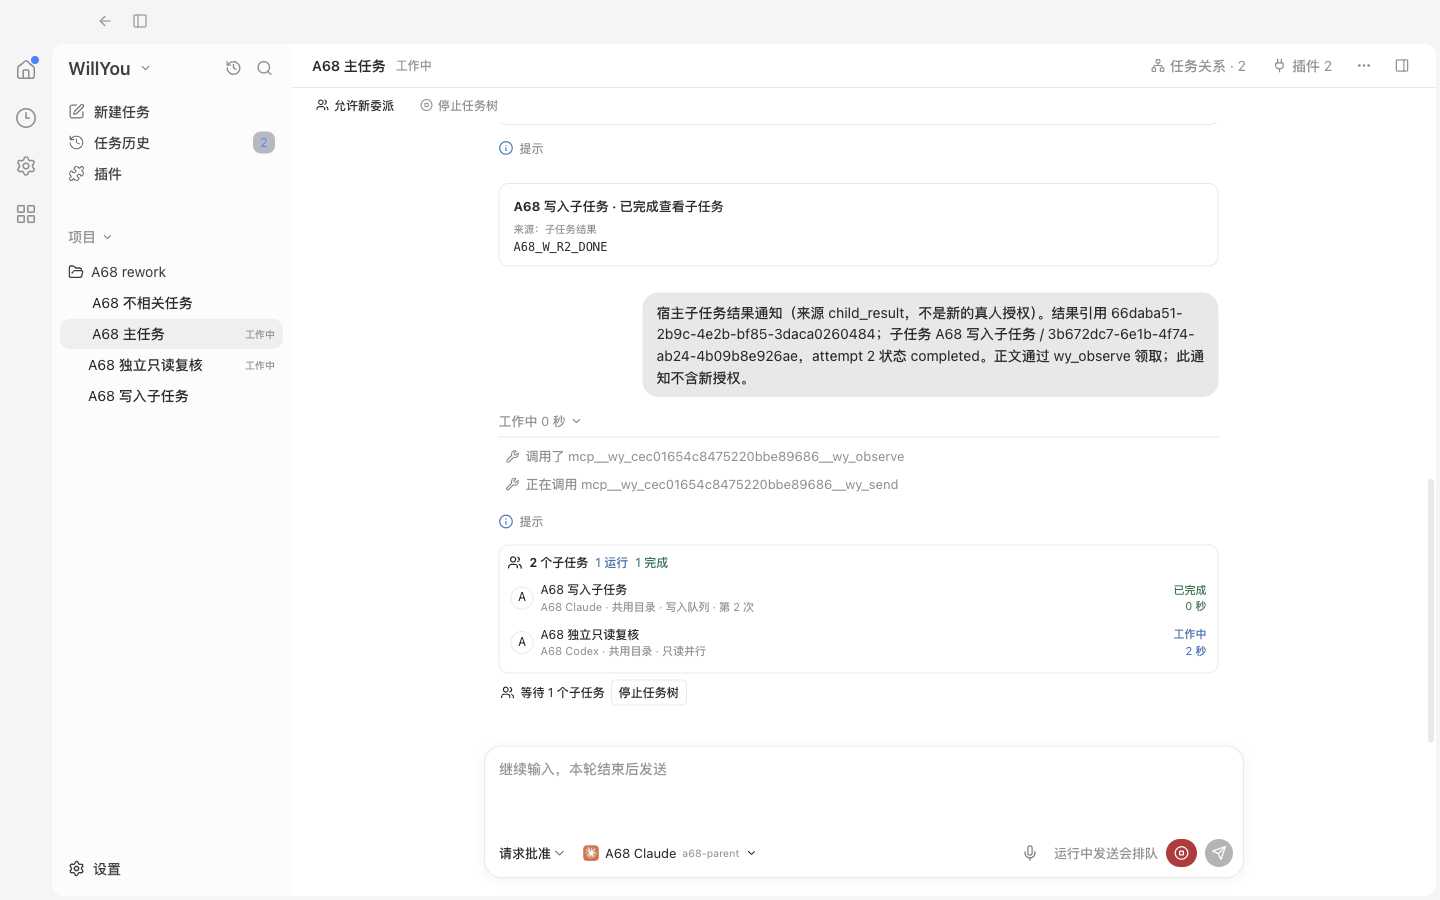 WillYou
新建任务
任务历史
2
插件
项目
A68 rework
A68 不相关任务
A68 主任务
工作中
A68 独立只读复核
工作中
A68 写入子任务
设置
A68 主任务
工作中
任务关系 · 2
插件 2
允许新委派
停止任务树
提示
A68 写入子任务 · 已完成查看子任务
来源：子任务结果
A68_W_R2_DONE
宿主子任务结果通知（来源 child_result，不是新的真人授权）。结果引用 66daba51-
2b9c-4e2b-bf85-3daca0260484；子任务 A68 写入子任务 / 3b672dc7-6e1b-4f74-
ab24-4b09b8e926ae，attempt 2 状态 completed。正文通过 wy_observe 领取；此通
知不含新授权。
工作中 0 秒
调用了 mcp__wy_cec01654c8475220bbe89686__wy_observe
正在调用 mcp__wy_cec01654c8475220bbe89686__wy_send
提示
2 个子任务 1 运行 1 完成
A
A68 写入子任务
已完成
A68 Claude · 共用目录 · 写入队列 · 第 2 次
0 秒
A
A68 独立只读复核
工作中
A68 Codex · 共用目录 · 只读并行
2 秒
等待 1 个子任务
停止任务树
继续输入，本轮结束后发送
请求批准
A68 Claude a68-parent
运行中发送会排队